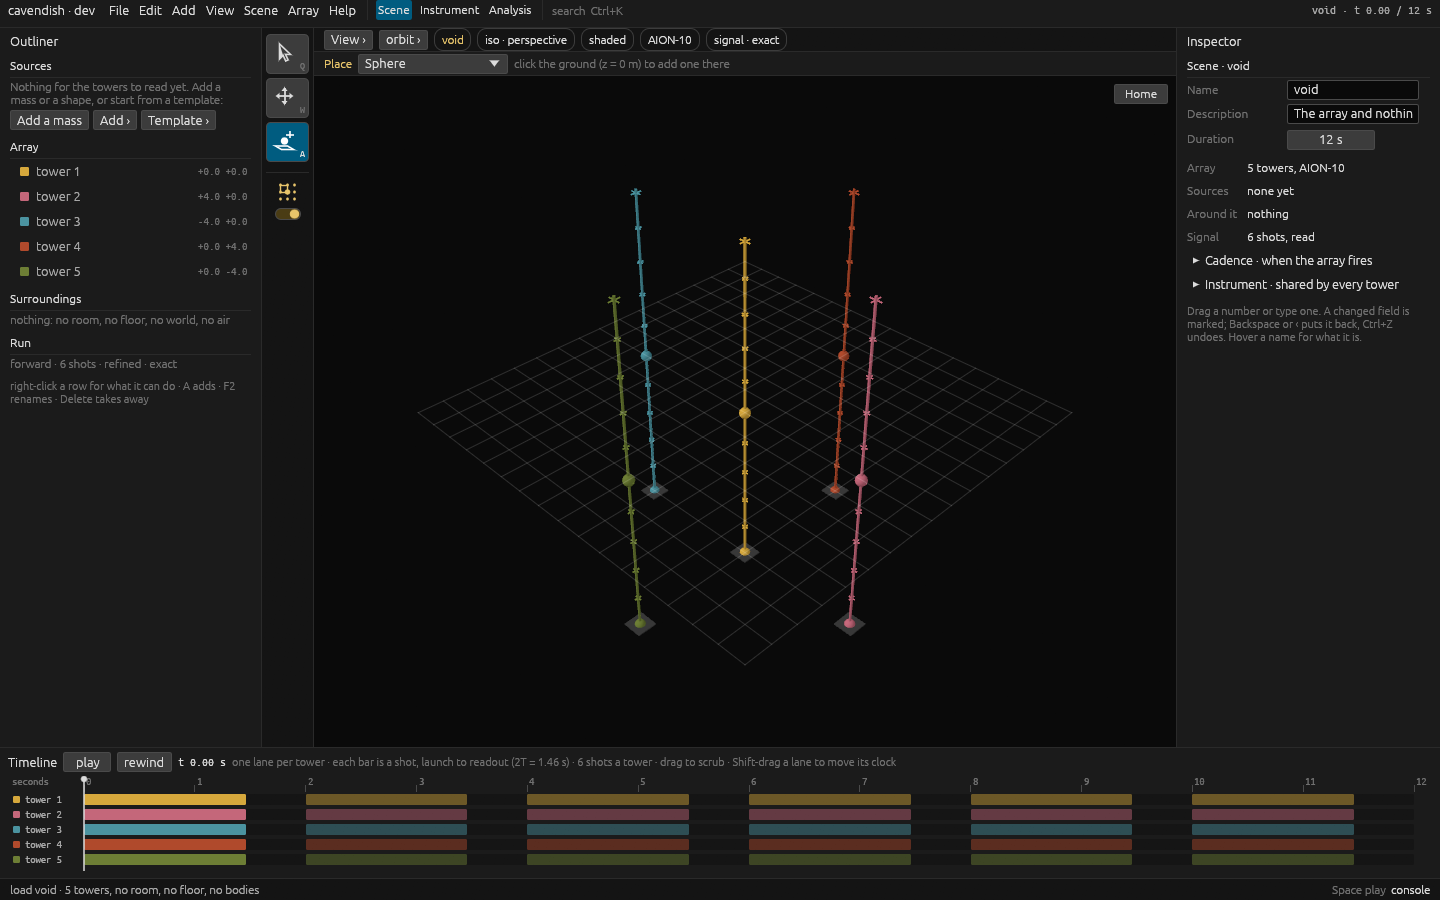 cavendish · dev File Edit Add View Scene Array Help Scene Instrument Analysis search Ctrl+K void · t 0.00 / 12 s
Outliner
Sources
Nothing for the towers to read yet. Add a
mass or a shape, or start from a template:
Add a mass Add › Template ›
Array
tower 1 +0.0 +0.0
tower 2 +4.0 +0.0
tower 3 -4.0 +0.0
tower 4 +0.0 +4.0
tower 5 +0.0 -4.0
Surroundings
nothing: no room, no floor, no world, no air
Run
forward · 6 shots · refined · exact
right-click a row for what it can do · A adds · F2
renames · Delete takes away
Q
W
A
View › orbit › void iso · perspective shaded AION-10 signal · exact
Place Sphere click the ground (z = 0 m) to add one there
Home
Inspector
Scene · void
Name void
Description The array and nothin
Duration 12 s
Array 5 towers, AION-10
Sources none yet
Around it nothing
Signal 6 shots, read
Cadence · when the array fires
Instrument · shared by every tower
Drag a number or type one. A changed field is
marked; Backspace or ‹ puts it back, Ctrl+Z
undoes. Hover a name for what it is.
Timeline play rewind t 0.00 s one lane per tower · each bar is a shot, launch to readout (2T = 1.46 s) · 6 shots a tower · drag to scrub · Shift-drag a lane to move its clock
seconds 0 1 2 3 4 5 6 7 8 9 10 11 12
tower 1
tower 2
tower 3
tower 4
tower 5
load void · 5 towers, no room, no floor, no bodies Space play console